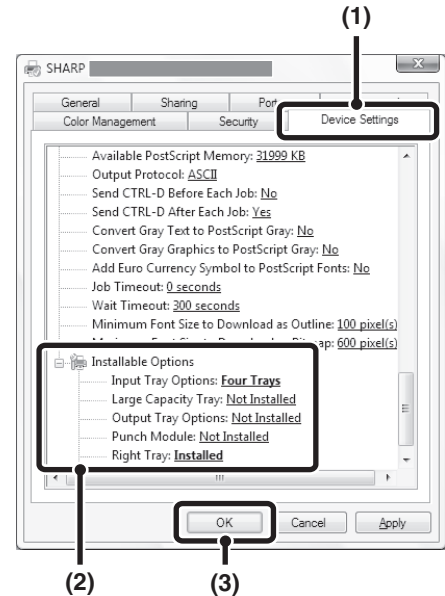 (1)
SHARP
General Sharing
Color Management Security Device Settings
Available PostScript Memory: 31999 KB
Output Protocol: ASCII
Send CTRL-D Before Each Job: No
Send CTRL-D After Each Job: Yes
Convert Gray Text to PostScript Gray: No
Convert Gray Graphics to PostScript Gray: No
Add Euro Currency Symbol to PostScript Fonts: No
Job Timeout: 0 seconds
Wait Timeout: 300 seconds
Minimum Font Size to Download as Outline: 100 pixel(s)
600 pixel(s)
Installable Options
Input Tray Options: Four Trays
Large Capacity Tray: Not Installed
Output Tray Options: Not Installed
Punch Module: Not Installed
Right Tray: Installed
OK Cancel Apply
(2) (3)